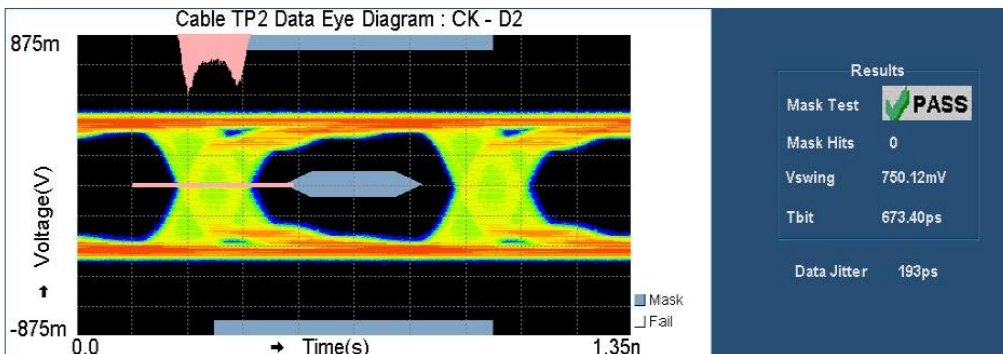 Cable TP2 Data Eye Diagram : CK - D2
875m
Voltage(V)
-875m
0.0
Time(s)
1.35n
Mask
Fail
Results
Mask Test PASS
Mask Hits 0
Vswing 750.12mV
Tbit 673.40ps
Data Jitter 193ps